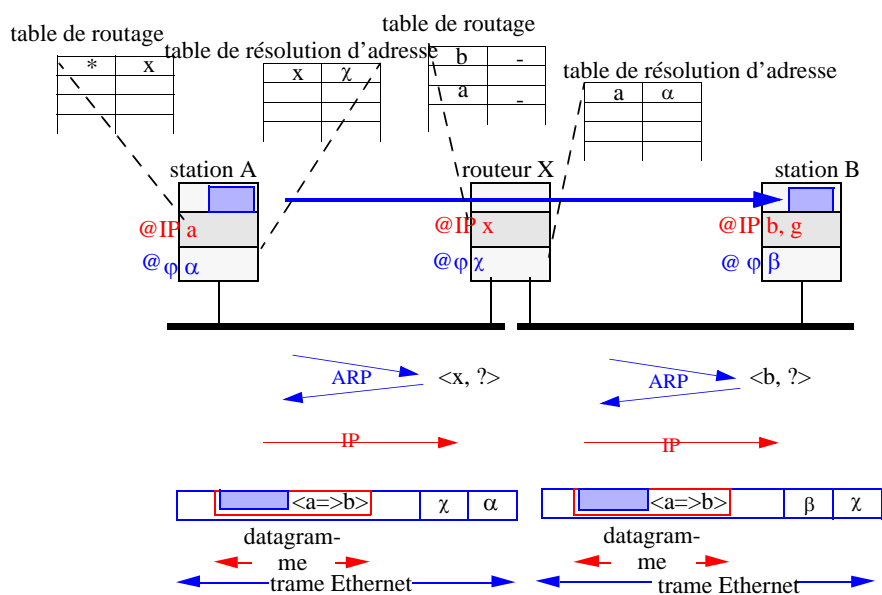 table de routage
* x
table de résolution d'adresse
x χ
table de routage
b -
a -
table de résolution d'adresse
a α
station A
routeur X
station B
@IP a
@IP x
@IP b, g
@φ α
@φ χ
@ φ β
ARP
<x, ?>
ARP
<b, ?>
IP
IP
<a=>b> χ α
<a=>b> β χ
datagram-
me
trame Ethernet
datagram-
me
trame Ethernet